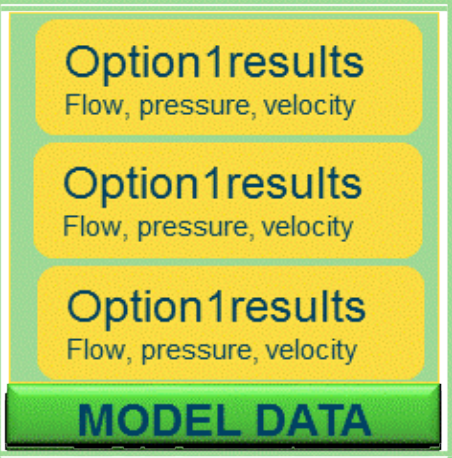 Option1results
Flow, pressure, velocity
Option1results
Flow, pressure, velocity
Option1results
Flow, pressure, velocity
MODEL DATA